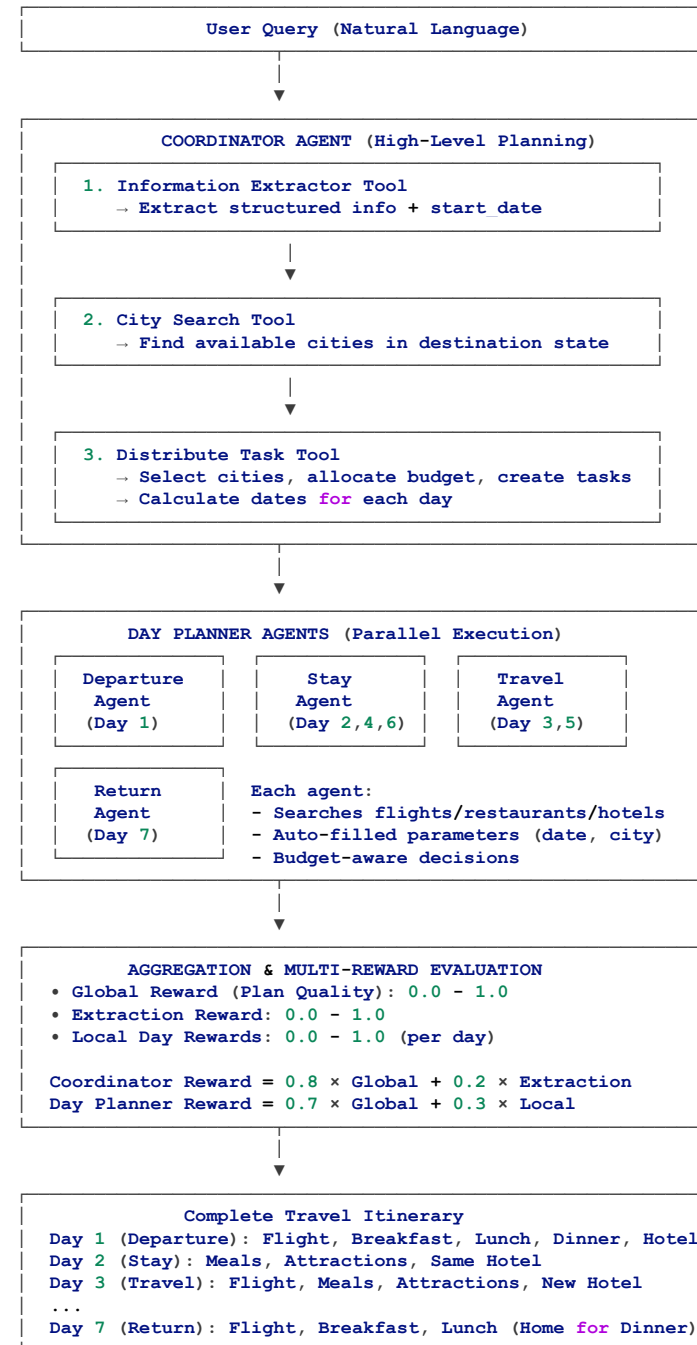 User Query (Natural Language)
COORDINATOR AGENT (High-Level Planning)
1. Information Extractor Tool
→ Extract structured info + start_date
2. City Search Tool
→ Find available cities in destination state
3. Distribute Task Tool
→ Select cities, allocate budget, create tasks
→ Calculate dates for each day
DAY PLANNER AGENTS (Parallel Execution)
Departure
Agent
(Day 1)
Stay
Agent
(Day 2,4,6)
Travel
Agent
(Day 3,5)
Return
Agent
(Day 7)
Each agent:
- Searches flights/restaurants/hotels
- Auto-filled parameters (date, city)
- Budget-aware decisions
AGGREGATION & MULTI-REWARD EVALUATION
• Global Reward (Plan Quality): 0.0 - 1.0
• Extraction Reward: 0.0 - 1.0
• Local Day Rewards: 0.0 - 1.0 (per day)
Coordinator Reward = 0.8 × Global + 0.2 × Extraction
Day Planner Reward = 0.7 × Global + 0.3 × Local
Complete Travel Itinerary
Day 1 (Departure): Flight, Breakfast, Lunch, Dinner, Hotel
Day 2 (Stay): Meals, Attractions, Same Hotel
Day 3 (Travel): Flight, Meals, Attractions, New Hotel
...
Day 7 (Return): Flight, Breakfast, Lunch (Home for Dinner)